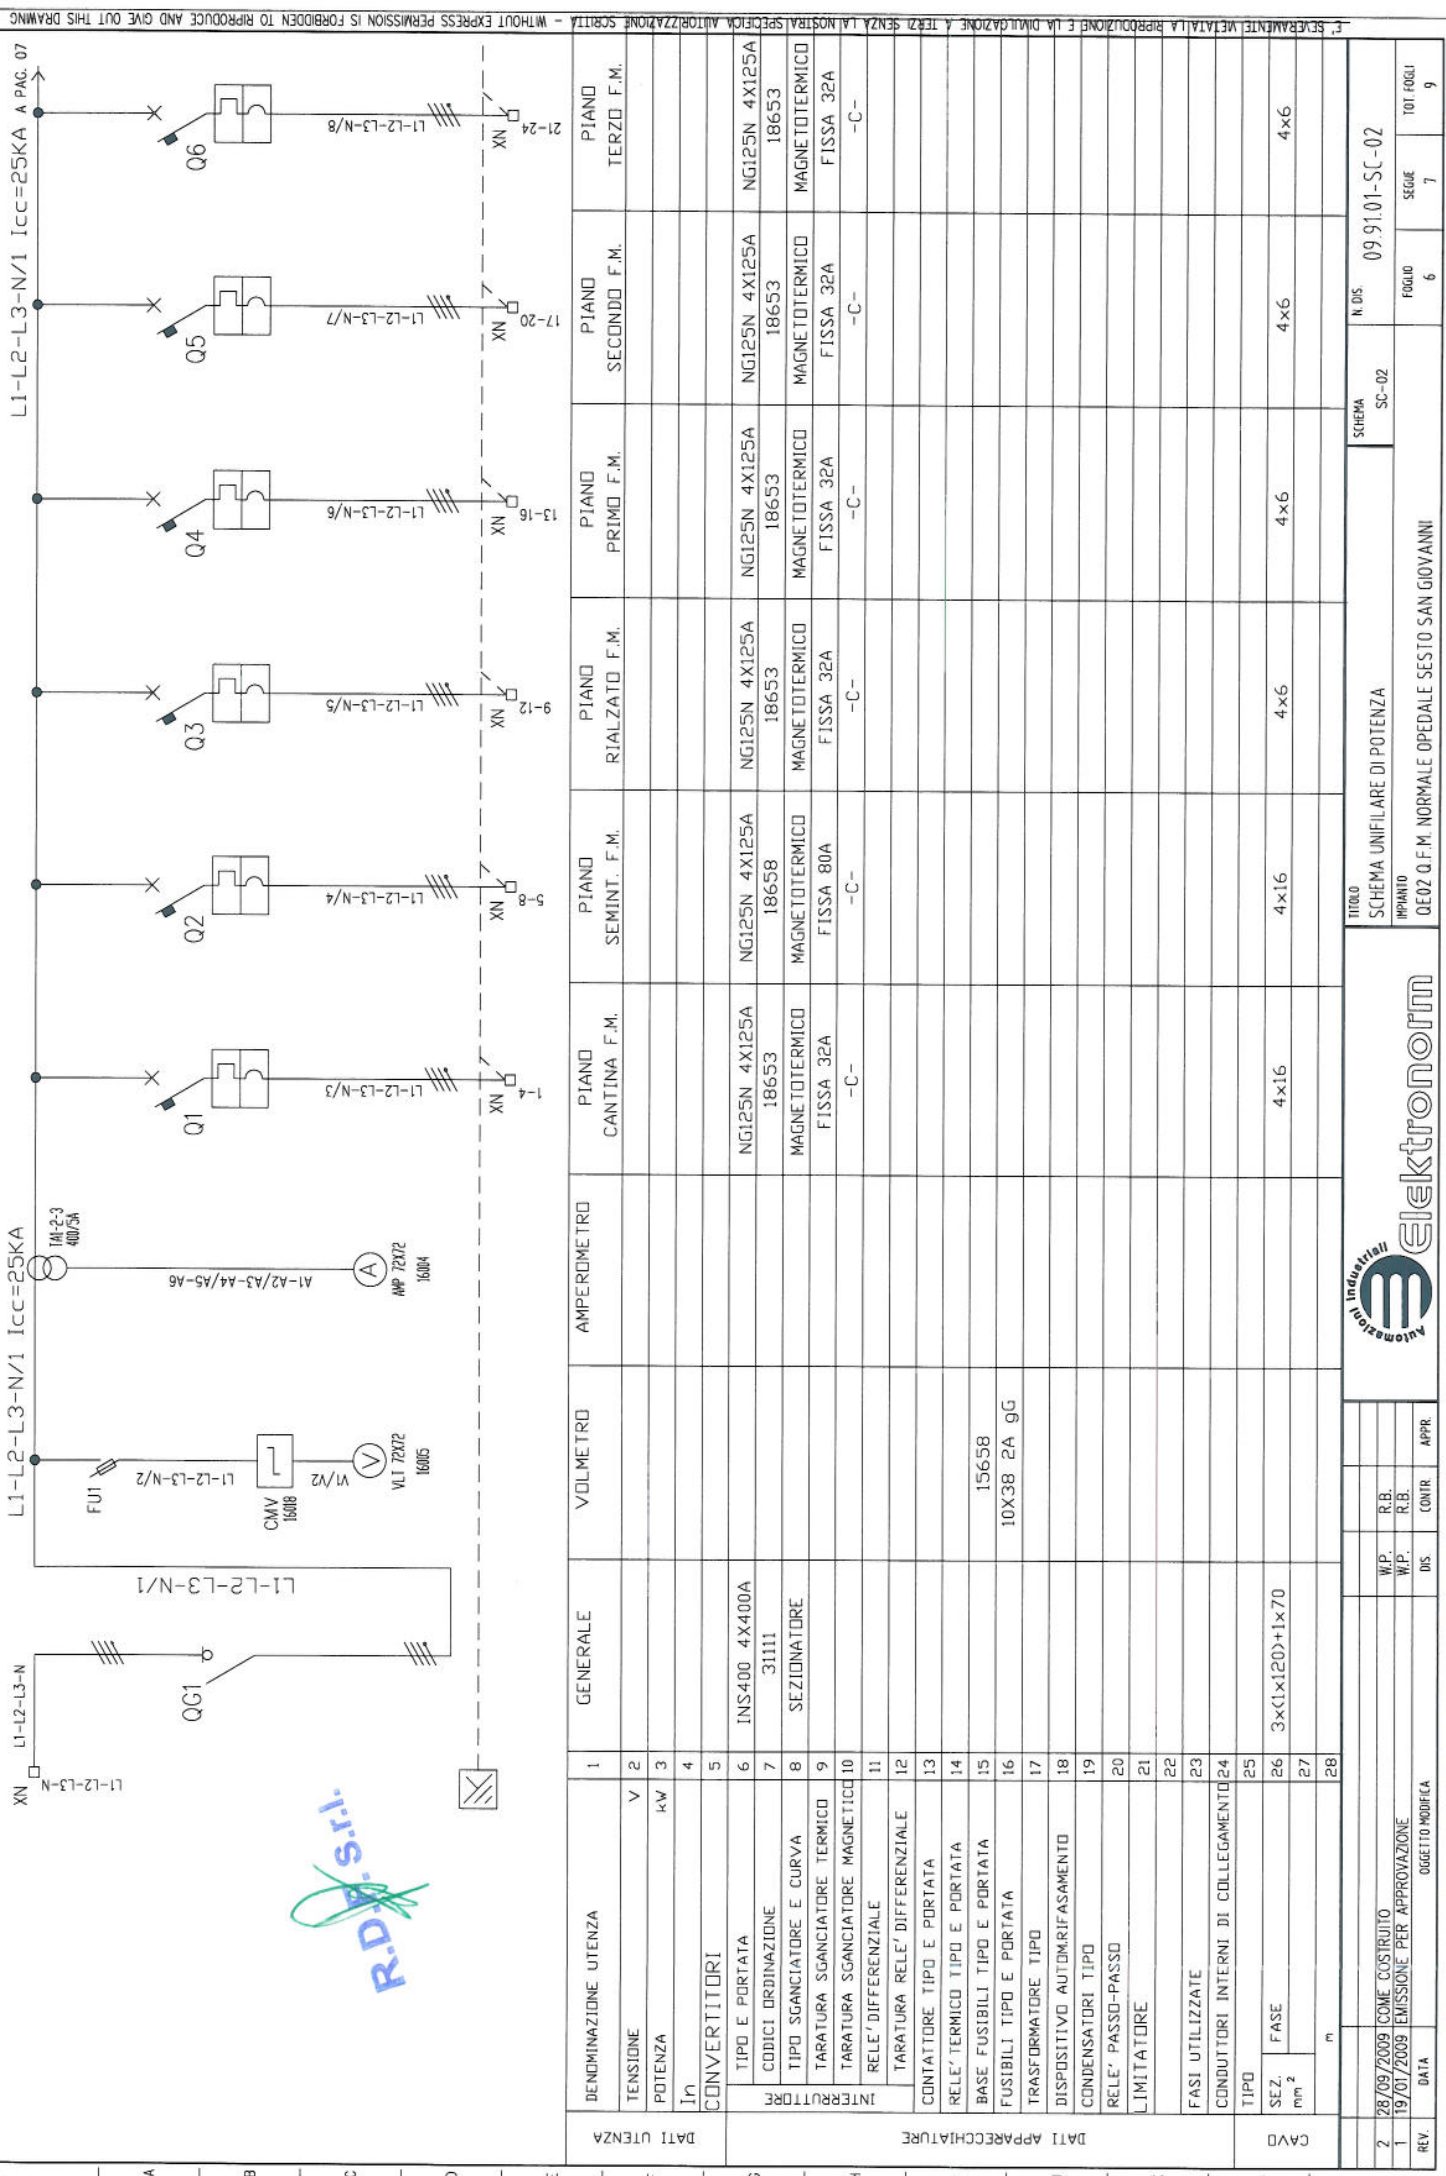 E' SEVERAMENTE VIETATA LA RIPRODUZIONE E LA DIVULGAZIONE A TERZI SENZA LA NOSTRA SPECIFICA AUTORIZZAZIONE SCRITTA - WITHOUT EXPRESS PERMISSION IS FORBIDDEN TO RIPRODUCE AND GIVE OUT THIS DRAWING
XN L1-L2-L3-N
L1-L2-L3-N
L1-L2-L3-N/1 Icc=25KA
L1-L2-L3-N/1 Icc=25KA A PAG. 07
QG1
L1-L2-L3-N/1
FU1
L1-L2-L3-N/2
CMV
16018
V1/V2
V
VLT 72X72
16005
TA1-2-3
400/5A
A1-A2/A3-A4/A5-A6
A
AMP 72X72
16004
Q1
L1-L2-L3-N/3
XN
1-4
Q2
L1-L2-L3-N/4
XN
5-8
Q3
L1-L2-L3-N/5
XN
9-12
Q4
L1-L2-L3-N/6
XN
13-16
Q5
L1-L2-L3-N/7
XN
17-20
Q6
L1-L2-L3-N/8
XN
21-24
R.D.E. S.r.l.
DATI UTENZA
DENOMINAZIONE UTENZA 1 GENERALE VOLMETRO AMPEROMETRO PIANO CANTINA F.M. PIANO SEMINT. F.M. PIANO RIALZATO F.M. PIANO PRIMO F.M. PIANO SECONDO F.M. PIANO TERZO F.M.
TENSIONE V 2
POTENZA kW 3
In 4
CONVERTITORI 5
DATI APPARECCHIATURE
INTERRUTTORE
TIPO E PORTATA 6 INS400 4X400A NG125N 4X125A NG125N 4X125A NG125N 4X125A NG125N 4X125A NG125N 4X125A NG125N 4X125A
CODICI ORDINAZIONE 7 31111 18653 18658 18653 18653 18653 18653
TIPO SGANCIATORE E CURVA 8 SEZIONATORE MAGNETOTERMICO MAGNETOTERMICO MAGNETOTERMICO MAGNETOTERMICO MAGNETOTERMICO MAGNETOTERMICO
TARATURA SGANCIATORE TERMICO 9 FISSA 32A FISSA 80A FISSA 32A FISSA 32A FISSA 32A FISSA 32A
TARATURA SGANCIATORE MAGNETICO 10 -C- -C- -C- -C- -C- -C-
RELE' DIFFERENZIALE 11
TARATURA RELE' DIFFERENZIALE 12
CONTATTORE TIPO E PORTATA 13
RELE' TERMICO TIPO E PORTATA 14
BASE FUSIBILI TIPO E PORTATA 15 15658
FUSIBILI TIPO E PORTATA 16 10X38 2A gG
TRASFORMATORE TIPO 17
DISPOSITIVO AUTOM.RIFASAMENTO 18
CONDENSATORI TIPO 19
RELE' PASSO-PASSO 20
LIMITATORE 21
22
FASI UTILIZZATE 23
CONDUTTORI INTERNI DI COLLEGAMENTO 24
CAVO
TIPO 25
SEZ. mm² FASE 26 3x(1x120)+1x70 4x16 4x16 4x6 4x6 4x6 4x6
27
m 28
2 28/09/2009 COME COSTRUITO W.P. R.B.
1 19/01/2009 EMISSIONE PER APPROVAZIONE W.P. R.B.
REV. DATA OGGETTO MODIFICA DIS. CONTR. APPR.
Automazioni Industriali
Elektronorm
TITOLO
SCHEMA UNIFILARE DI POTENZA
IMPIANTO
QE02 Q.F.M. NORMALE OPEDALE SESTO SAN GIOVANNI
SCHEMA
SC-02
N. DIS.
09.91.01-SC-02
FOGLIO
6
SEGUE
7
TOT. FOGLI
9